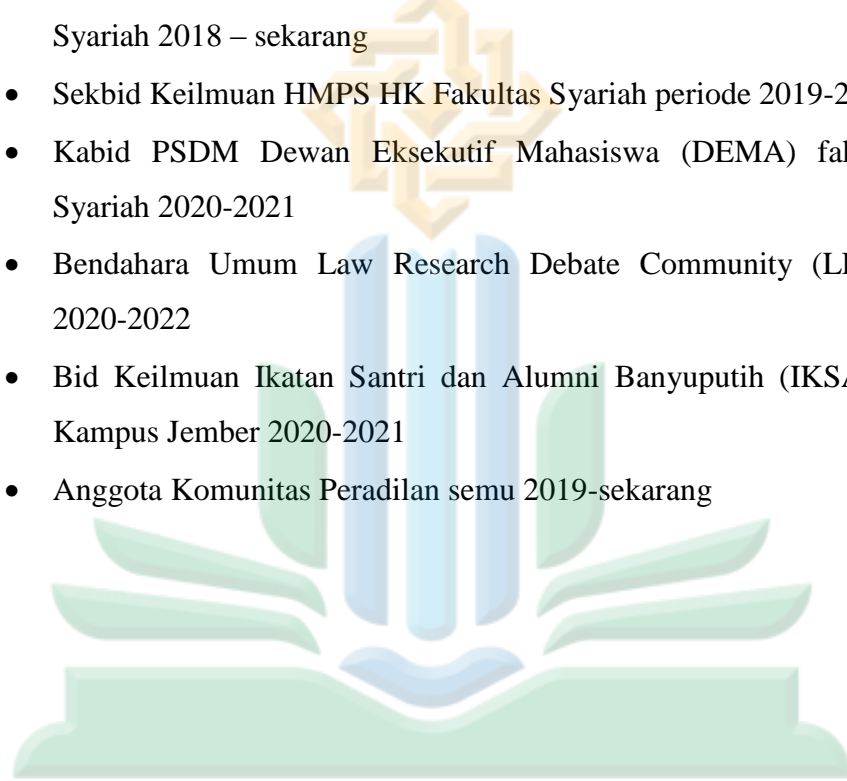 Syariah 2018 – sekarang
• Sekbid Keilmuan HMPS HK Fakultas Syariah periode 2019-2
• Kabid PSDM Dewan Eksekutif Mahasiswa (DEMA)
Syariah 2020-2021
• Bendahara Umum Law Research Debate Community
2020-2022
• Bid Keilmuan Ikatan Santri dan Alumni Banyuputih (IKSA
Kampus Jember 2020-2021
• Anggota Komunitas Peradilan semu 2019-sekarang